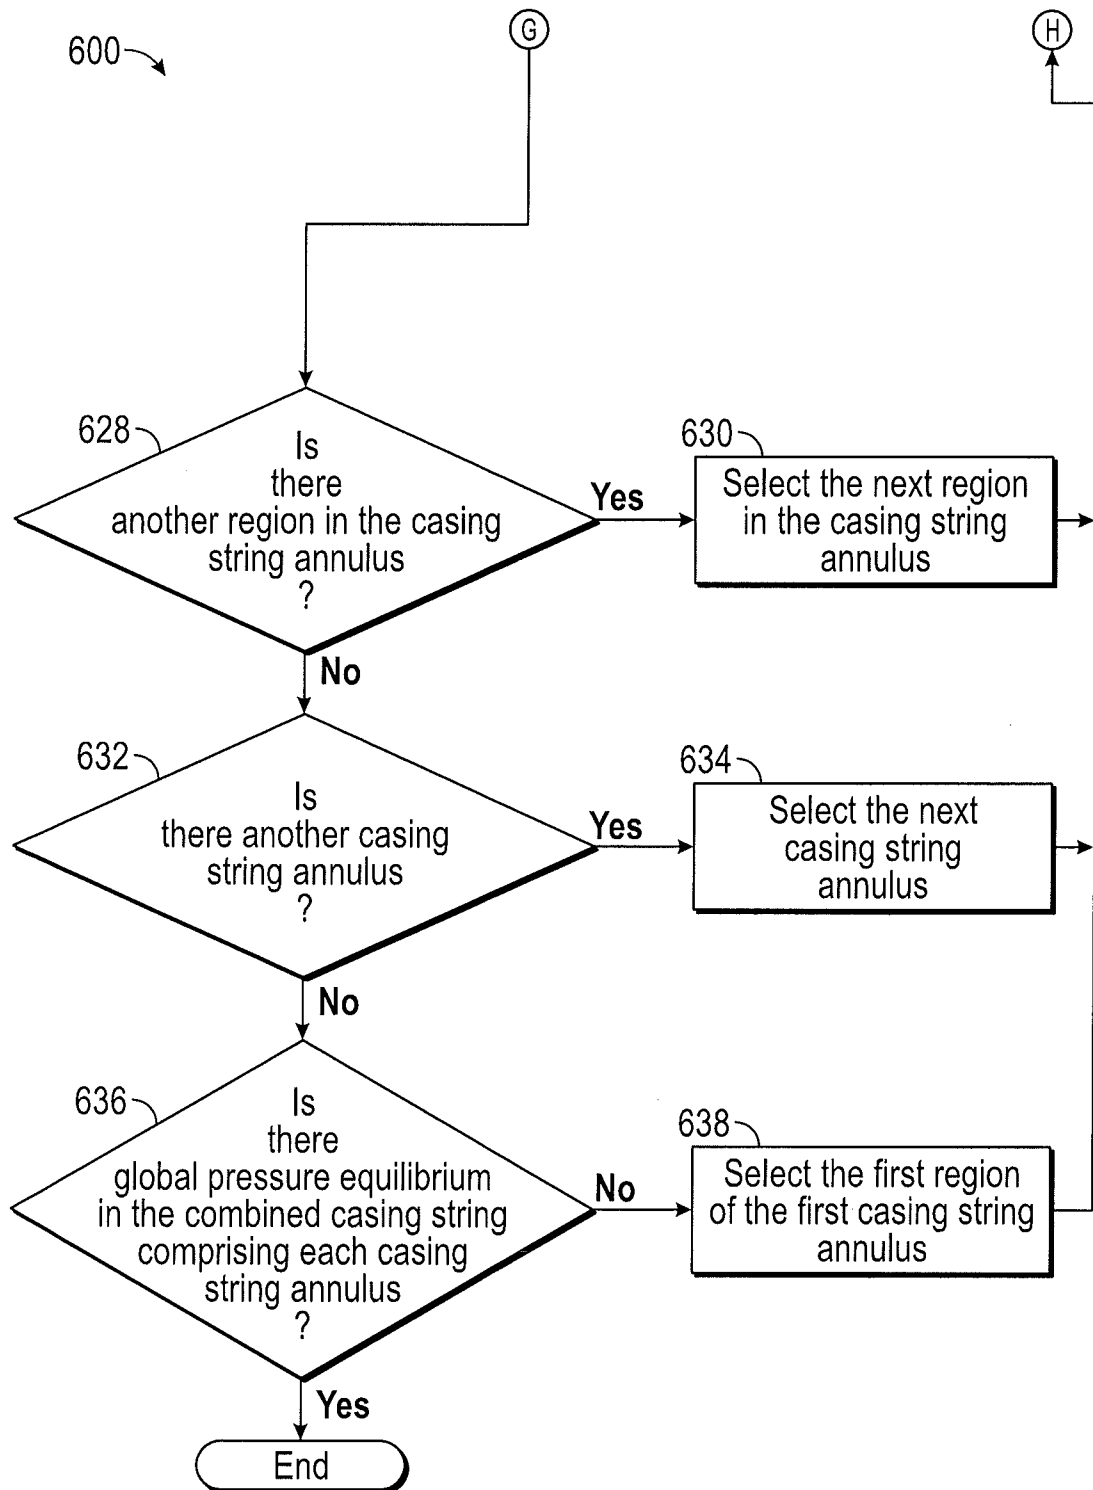 600
G
H
628
Is
there
another region in the casing
string annulus
?
Yes
630
Select the next region
in the casing string
annulus
No
632
Is
there another casing
string annulus
?
Yes
634
Select the next
casing string
annulus
No
636
Is
there
global pressure equilibrium
in the combined casing string
comprising each casing
string annulus
?
No
638
Select the first region
of the first casing string
annulus
Yes
End